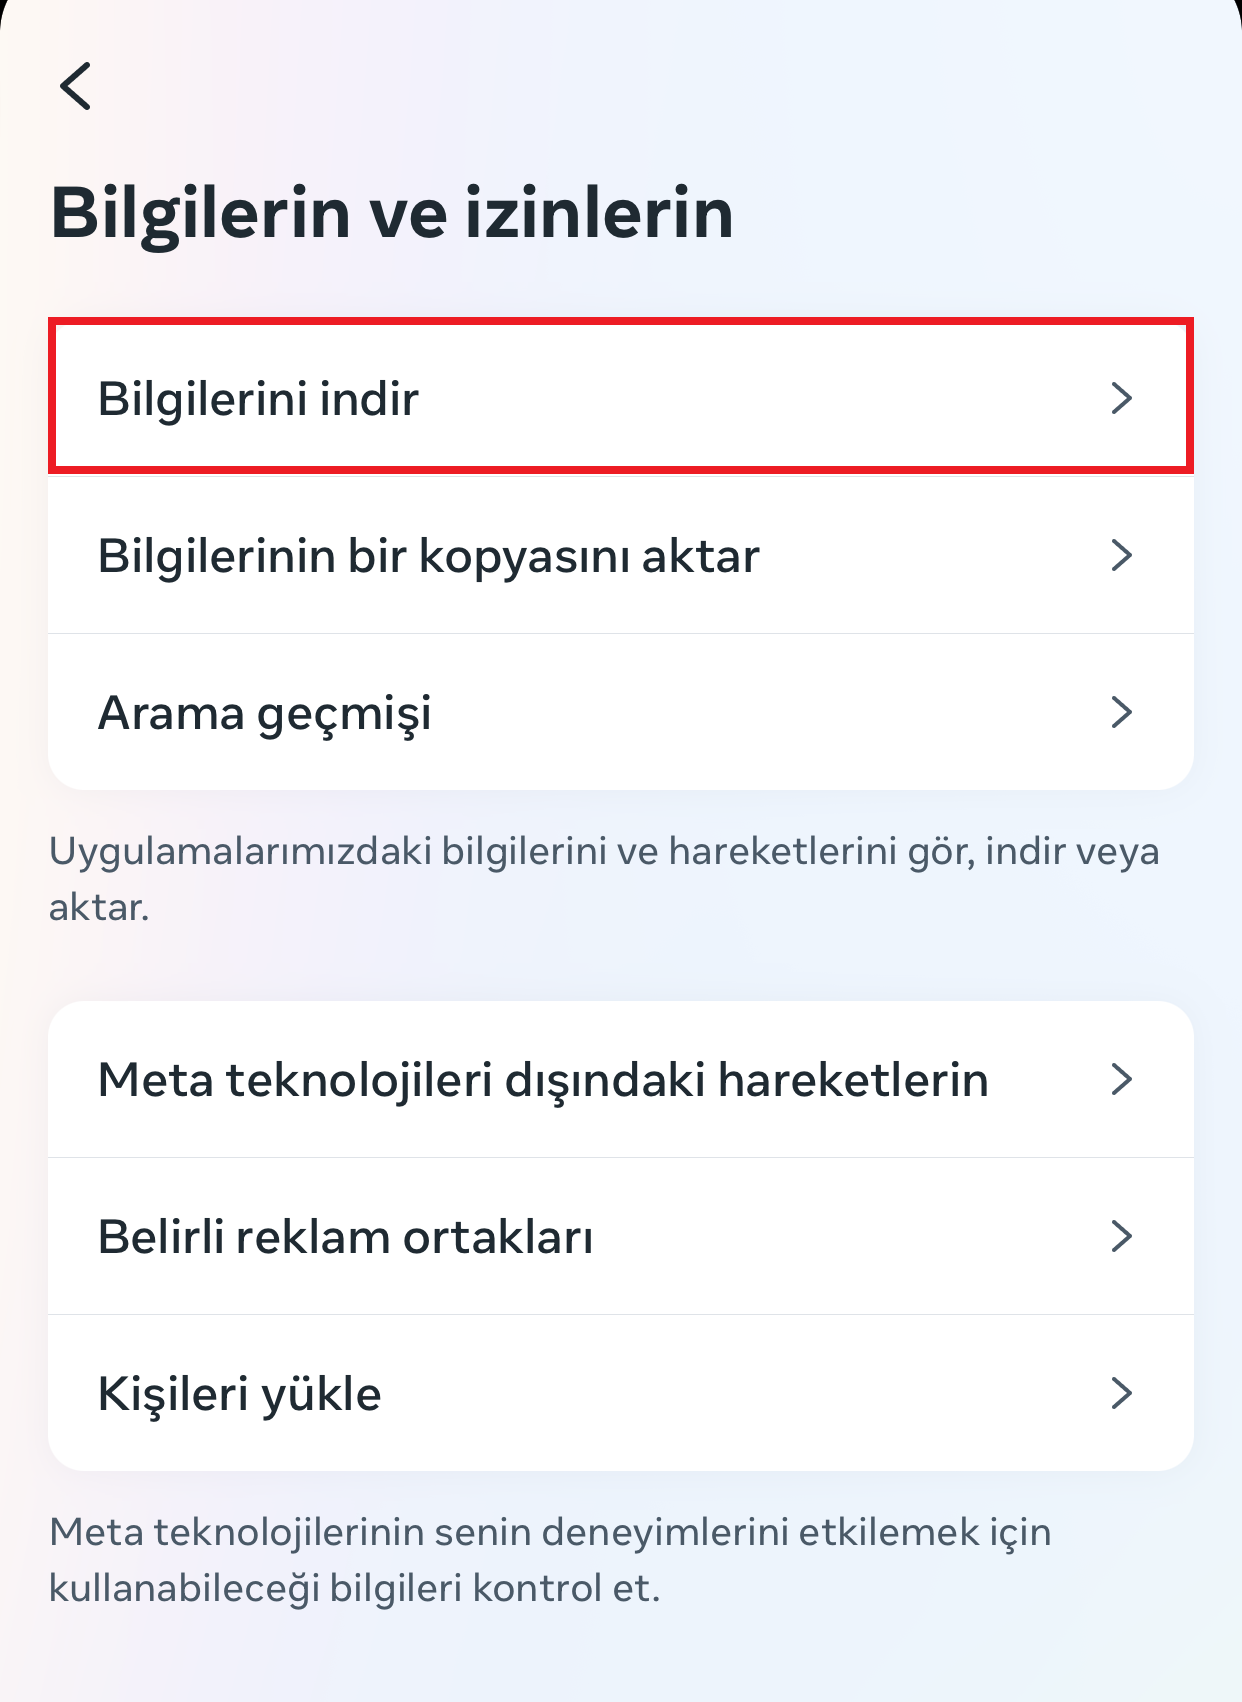 Bilgilerin ve izinlerin
Bilgilerini indir
Bilgilerinin bir kopyasını aktar
Arama geçmişi
Uygulamalarımızdaki bilgilerini ve hareketlerini gör, indir veya
aktar.
Meta teknolojileri dışındaki hareketlerin
Belirli reklam ortakları
Kişileri yükle
Meta teknolojilerinin senin deneyimlerini etkilemek için
kullanabileceği bilgileri kontrol et.